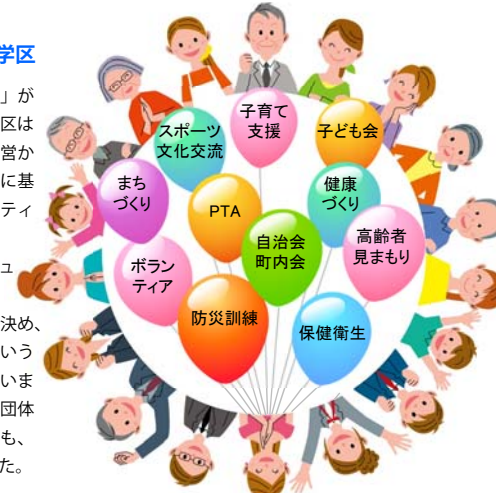 学区
」が
区は
営か
に基
ティ
ュ
決め、
いう
いま
団体
も、
た。
子育て
支援
スポーツ
文化交流
子ども会
まち
づくり
PTA
健康
づくり
自治会
町内会
高齢者
見まもり
ボラン
ティア
防災訓練
保健衛生